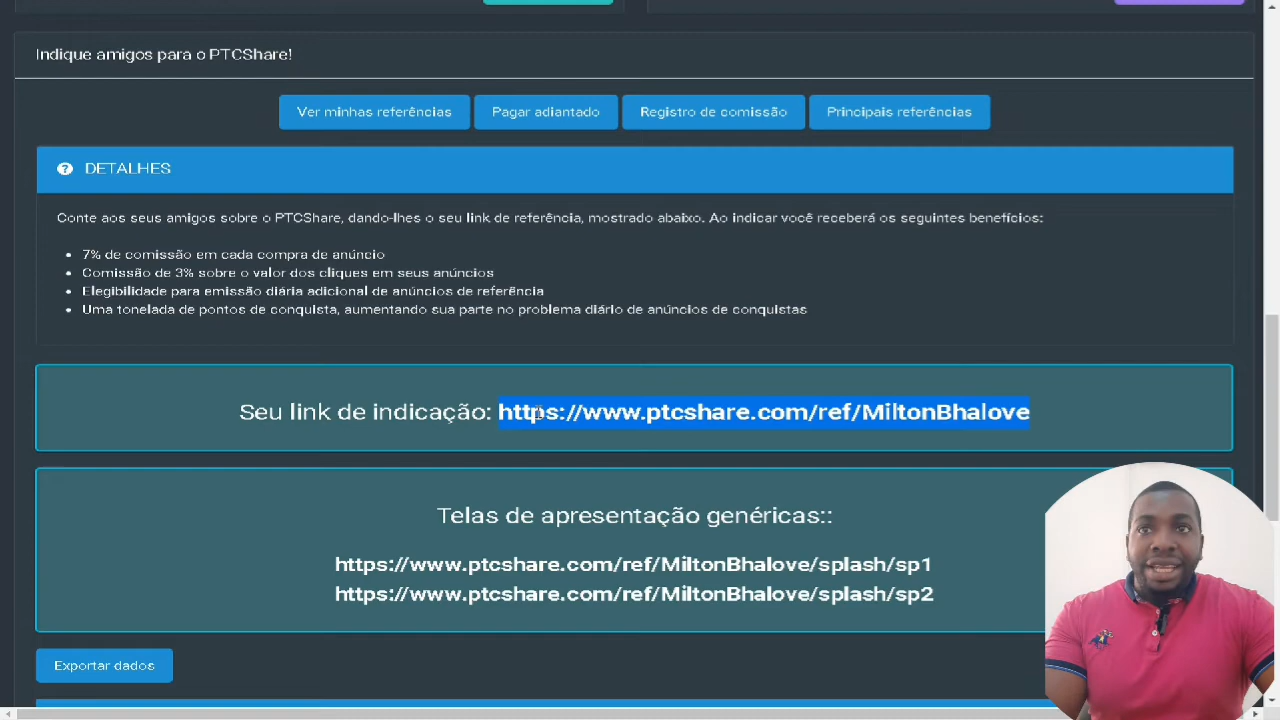 Indique amigos para o PTCShare!
Ver minhas referências
Pagar adiantado
Registro de comissão
Principais referências
DETALHES
Conte aos seus amigos sobre o PTCShare, dando-lhes o seu link de referência, mostrado abaixo. Ao indicar você receberá os seguintes benefícios:
7% de comissão em cada compra de anúncio
Comissão de 3% sobre o valor dos cliques em seus anúncios
Elegibilidade para emissão diária adicional de anúncios de referência
Uma tonelada de pontos de conquista, aumentando sua parte no problema diário de anúncios de conquistas
Seu link de indicação: https://www.ptcshare.com/ref/MiltonBhalove
Telas de apresentação genéricas::
https://www.ptcshare.com/ref/MiltonBhalove/splash/sp1
https://www.ptcshare.com/ref/MiltonBhalove/splash/sp2
Exportar dados